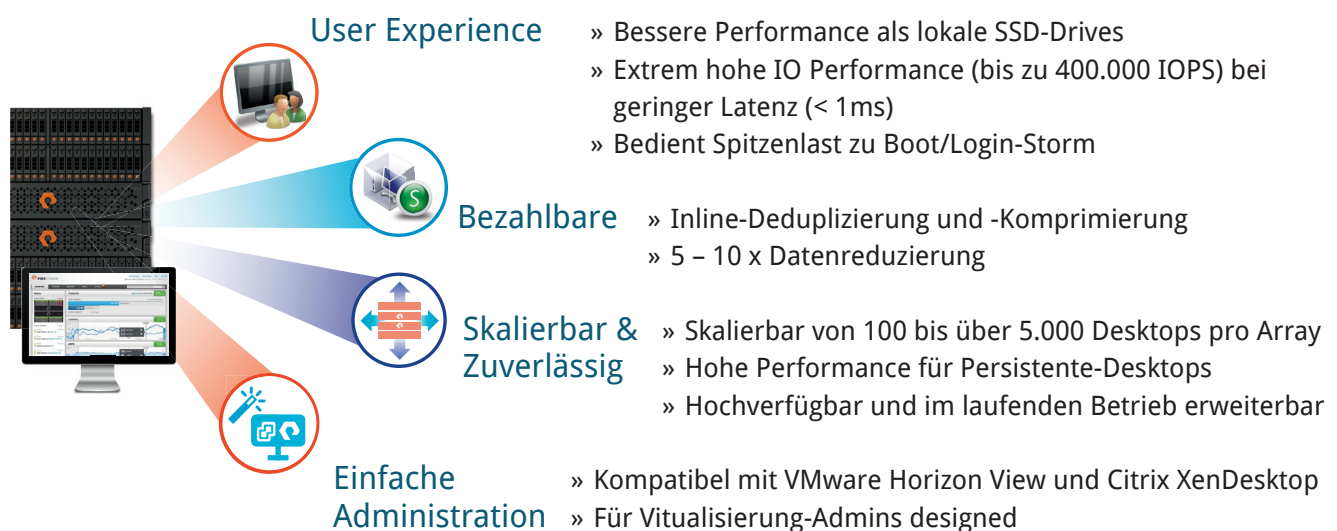 User Experience
» Bessere Performance als lokale SSD-Drives
» Extrem hohe IO Performance (bis zu 400.000 IOPS) bei
geringer Latenz (< 1ms)
» Bedient Spitzenlast zu Boot/Login-Storm
S
Bezahlbare
» Inline-Deduplizierung und -Komprimierung
» 5 – 10 x Datenreduzierung
Skalierbar &
Zuverlässig
» Skalierbar von 100 bis über 5.000 Desktops pro Array
» Hohe Performance für Persistente-Desktops
» Hochverfügbar und im laufenden Betrieb erweiterbar
Einfache
Administration
» Kompatibel mit VMware Horizon View und Citrix XenDesktop
» Für Vitualisierung-Admins designed